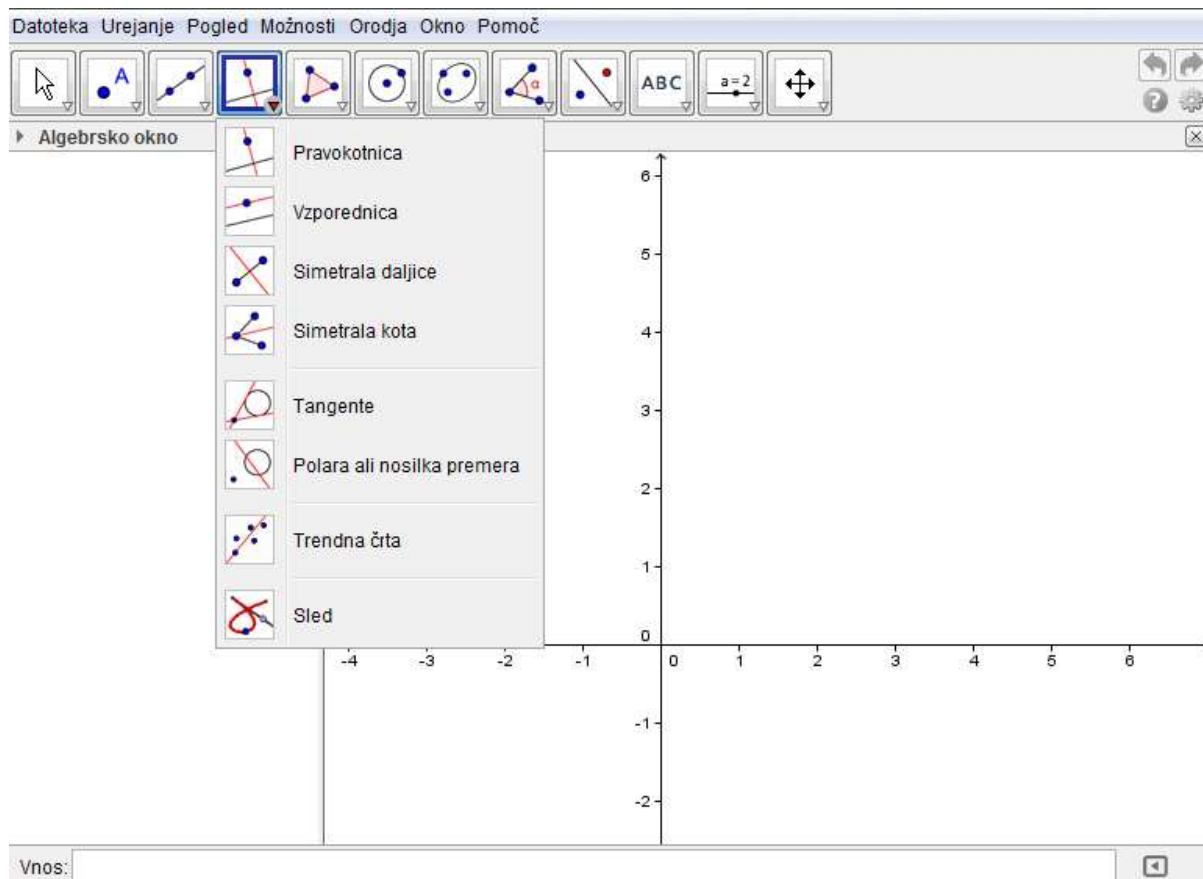 Datoteka Urejanje Pogled Možnosti Orodja Okno Pomoč
A α ABC a=2
Algebrsko okno
Pravokotnica
Vzporednica
Simetrala daljice
Simetrala kota
Tangente
Polara ali nosilka premera
Trendna črta
Sled
6
5
4
3
2
1
0
-4 -3 -2 -1 0 1 2 3 4 5 6
-1
-2
Vnos: